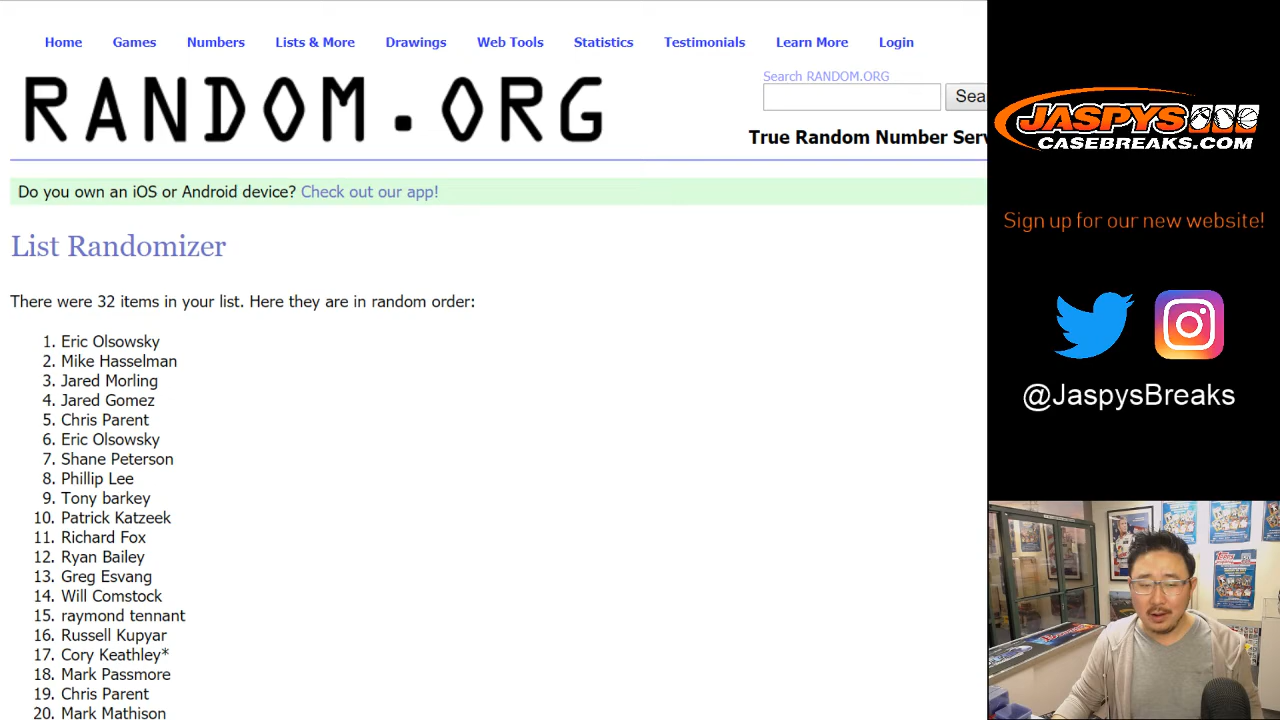 Home Games Numbers Lists & More Drawings Web Tools Statistics Testimonials Learn More Login
RANDOM.ORG
Search RANDOM.ORG
Sea
True Random Number Serv
Do you own an iOS or Android device? Check out our app!
List Randomizer
There were 32 items in your list. Here they are in random order:
1. Eric Olsowsky
2. Mike Hasselman
3. Jared Morling
4. Jared Gomez
5. Chris Parent
6. Eric Olsowsky
7. Shane Peterson
8. Phillip Lee
9. Tony barkey
10. Patrick Katzeek
11. Richard Fox
12. Ryan Bailey
13. Greg Esvang
14. Will Comstock
15. raymond tennant
16. Russell Kupyar
17. Cory Keathley*
18. Mark Passmore
19. Chris Parent
20. Mark Mathison
JASPYS
CASEBREAKS.COM
Sign up for our new website!
@JaspysBreaks